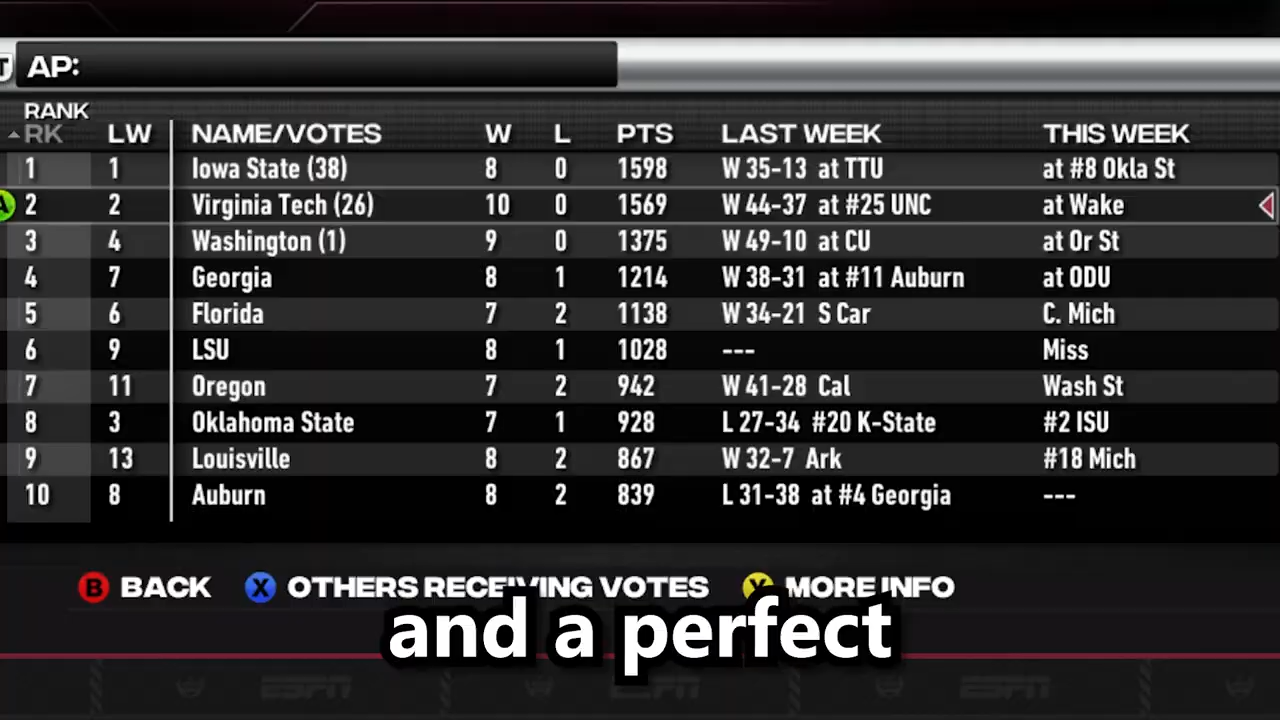 AP:
RANK
RK LW NAME/VOTES W L PTS LAST WEEK THIS WEEK
1 1 Iowa State (38) 8 0 1598 W 35-13 at TTU at #8 Okla St
2 2 Virginia Tech (26) 10 0 1569 W 44-37 at #25 UNC at Wake
3 4 Washington (1) 9 0 1375 W 49-10 at CU at Or St
4 7 Georgia 8 1 1214 W 38-31 at #11 Auburn at ODU
5 6 Florida 7 2 1138 W 34-21 S Car C. Mich
6 9 LSU 8 1 1028 --- Miss
7 11 Oregon 7 2 942 W 41-28 Cal Wash St
8 3 Oklahoma State 7 1 928 L 27-34 #20 K-State #2 ISU
9 13 Louisville 8 2 867 W 32-7 Ark #18 Mich
10 8 Auburn 8 2 839 L 31-38 at #4 Georgia ---
B BACK X OTHERS RECEIVING VOTES Y MORE INFO
and a perfect
ESPN ESPN ESPN